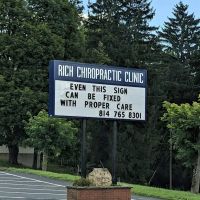 RICH CHIROPRACTIC CLINIC
EVEN THIS SIGN
CAN BE FIXED
WITH PROPER CARE
814 765 8301